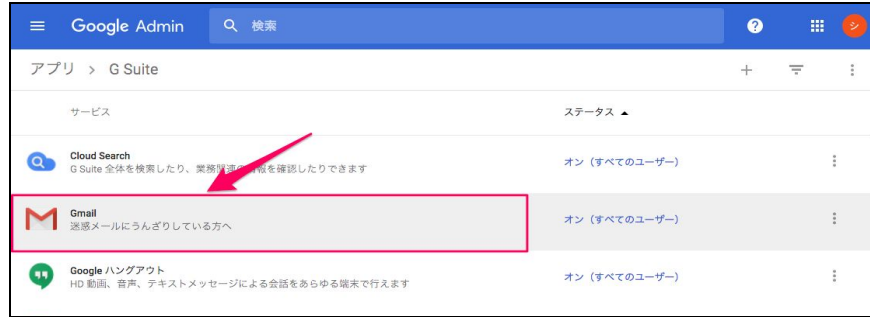 Google Admin 検索
シ
アプリ > G Suite
サービス ステータス
Cloud Search
G Suite 全体を検索したり、業務関連の情報を確認したりできます オン（すべてのユーザー）
Gmail
迷惑メールにうんざりしている方へ オン（すべてのユーザー）
Google ハングアウト
HD 動画、音声、テキストメッセージによる会話をあらゆる端末で行えます オン（すべてのユーザー）